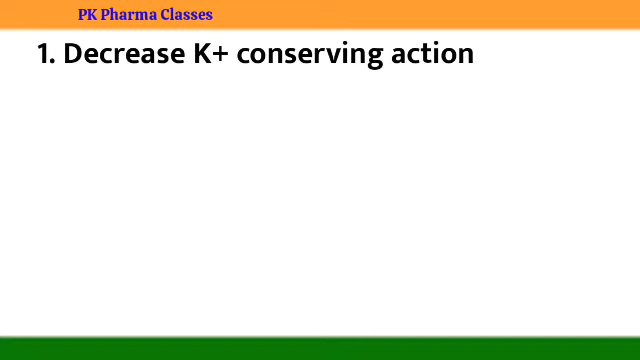 PK Pharma Classes
1. Decrease K+ conserving action